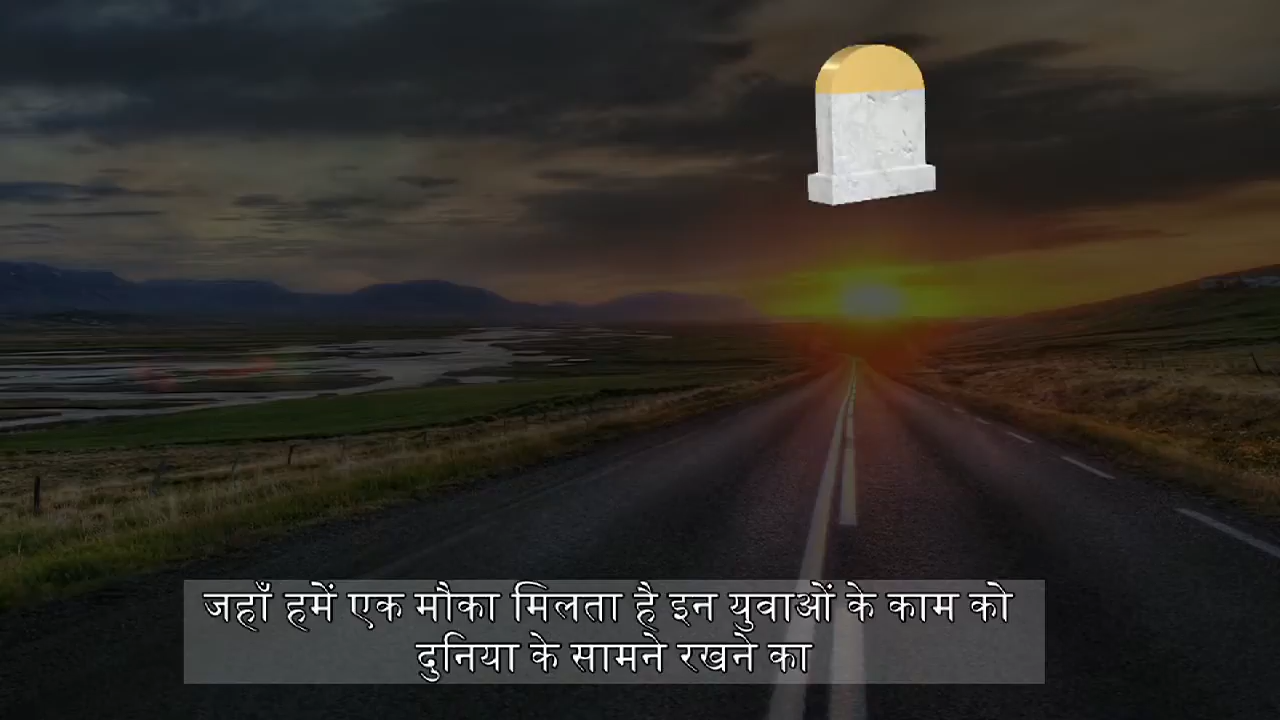 जहाँ हमें एक मौका मिलता है इन युवाओं के काम को
दुनिया के सामने रखने का